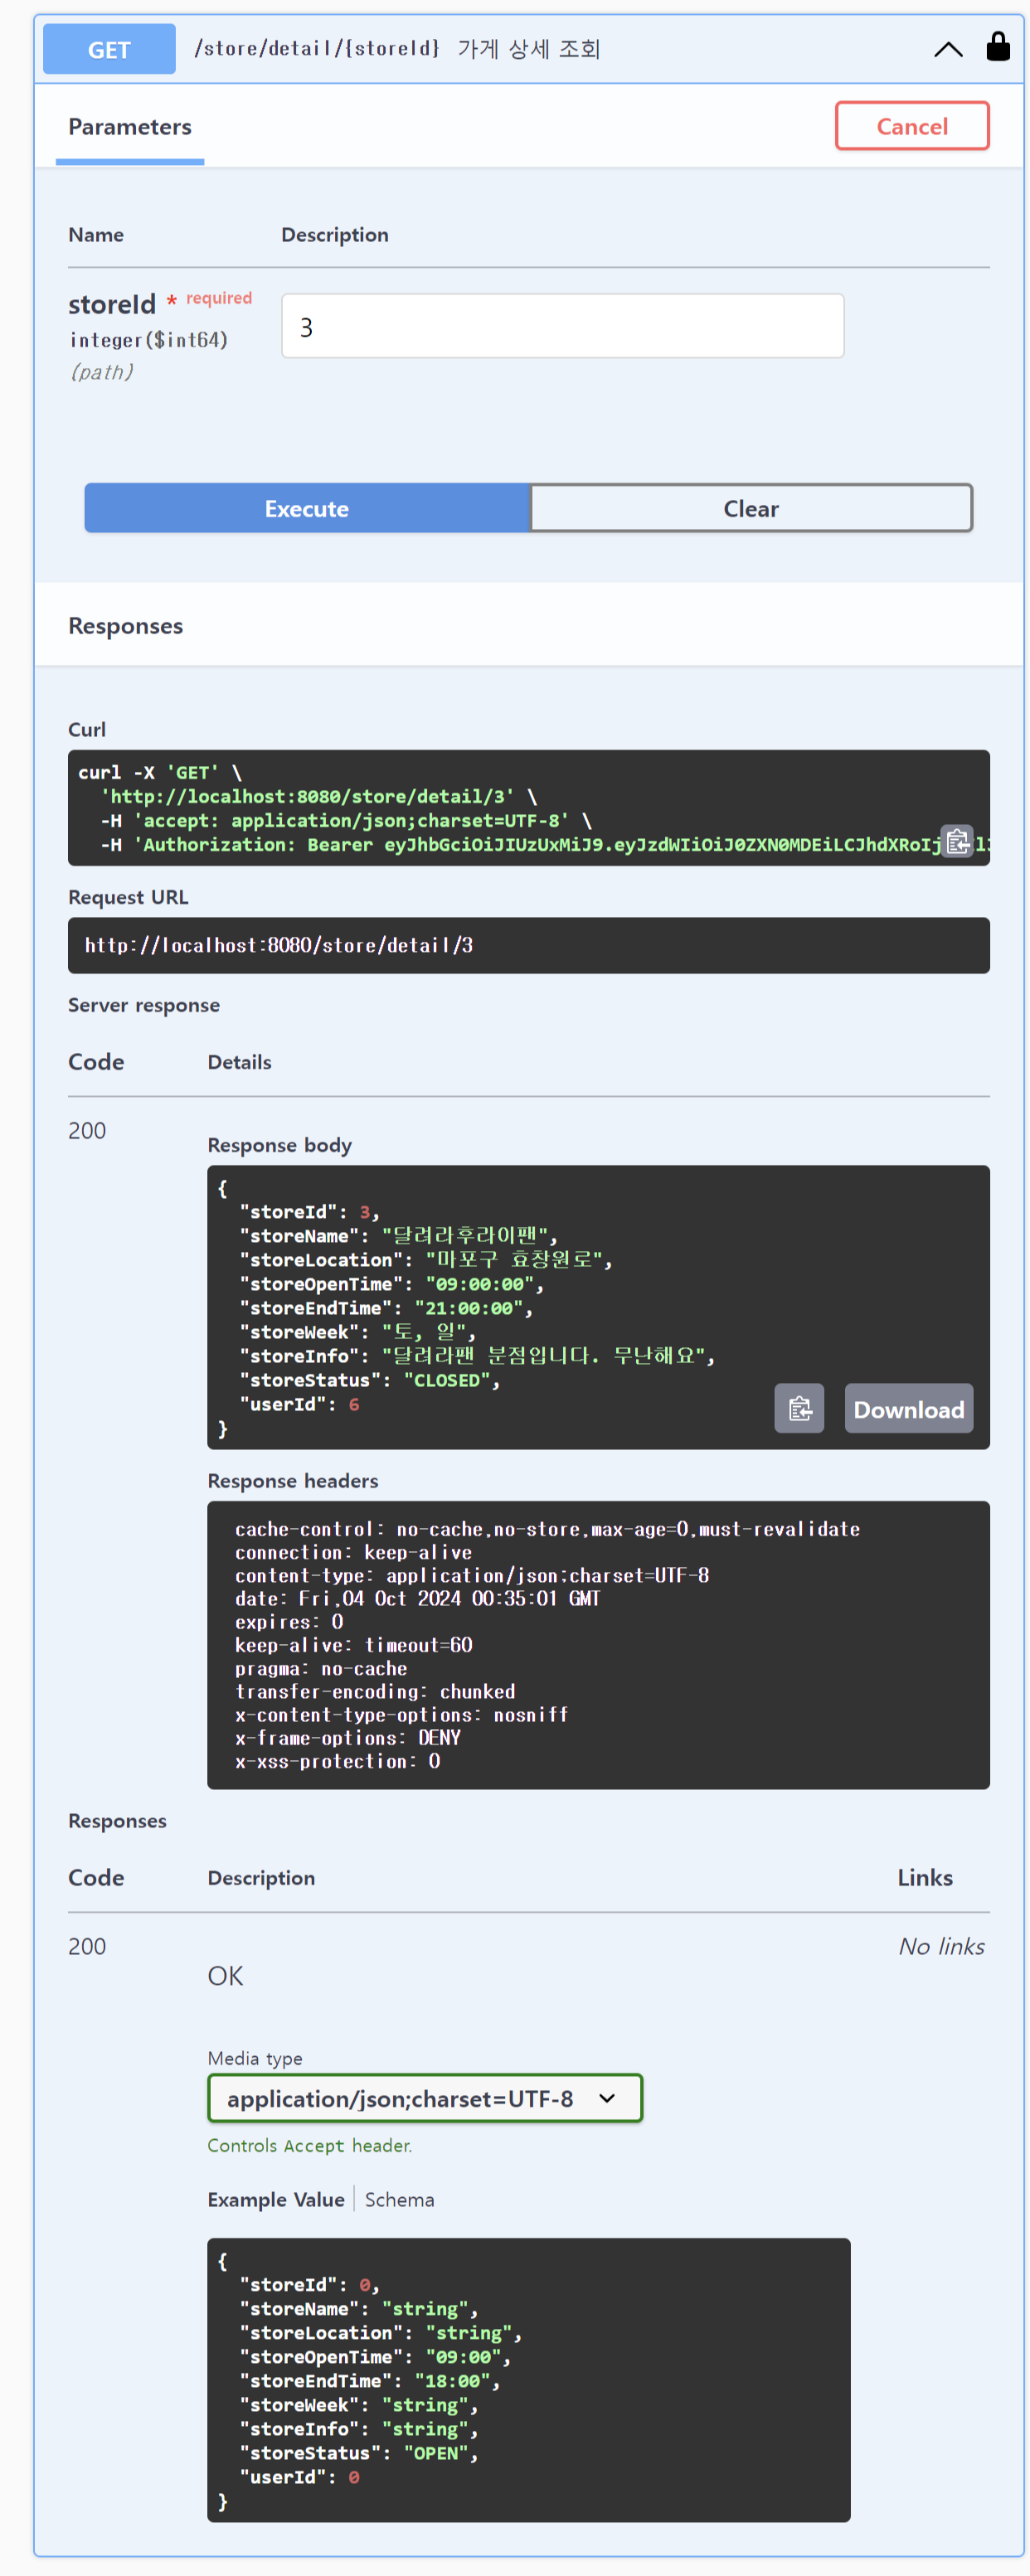 GET /store/detail/{storeId} 가게 상세 조회
Parameters
Cancel
Name Description
storeId * required
integer($int64)
(path)
3
Execute Clear
Responses
Curl
curl -X 'GET' \
'http://localhost:8080/store/detail/3' \
-H 'accept: application/json;charset=UTF-8' \
-H 'Authorization: Bearer eyJhbGciOiJIUzUxMiJ9.eyJzdWIiOiJ0ZXN0MDEiLCJhdXRoIj
Request URL
http://localhost:8080/store/detail/3
Server response
Code Details
200
Response body
{
"storeId": 3,
"storeName": "달려라후라이팬",
"storeLocation": "마포구 효창원로",
"storeOpenTime": "09:00:00",
"storeEndTime": "21:00:00",
"storeWeek": "토, 일",
"storeInfo": "달려라팬 분점입니다. 무난해요",
"storeStatus": "CLOSED",
"userId": 6
}
Download
Response headers
cache-control: no-cache,no-store,max-age=0,must-revalidate
connection: keep-alive
content-type: application/json;charset=UTF-8
date: Fri,04 Oct 2024 00:35:01 GMT
expires: 0
keep-alive: timeout=60
pragma: no-cache
transfer-encoding: chunked
x-content-type-options: nosniff
x-frame-options: DENY
x-xss-protection: 0
Responses
Code Description Links
200
No links
OK
Media type
application/json;charset=UTF-8
Controls Accept header.
Example Value Schema
{
"storeId": 0,
"storeName": "string",
"storeLocation": "string",
"storeOpenTime": "09:00",
"storeEndTime": "18:00",
"storeWeek": "string",
"storeInfo": "string",
"storeStatus": "OPEN",
"userId": 0
}